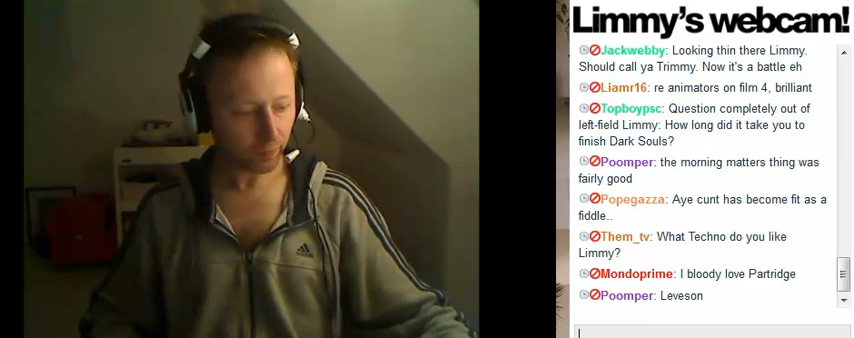 Limmy's webcam!
Jackwebby: Looking thin there Limmy.
Should call ya Trimmy. Now it's a battle eh
Liamr16: re animators on film 4, brilliant
Topboypsc: Question completely out of
left-field Limmy: How long did it take you to
finish Dark Souls?
Poomper: the morning matters thing was
fairly good
Popegazza: Aye cunt has become fit as a
fiddle..
Them_tv: What Techno do you like
Limmy?
Mondoprime: I bloody love Partridge
Poomper: Leveson
adidas